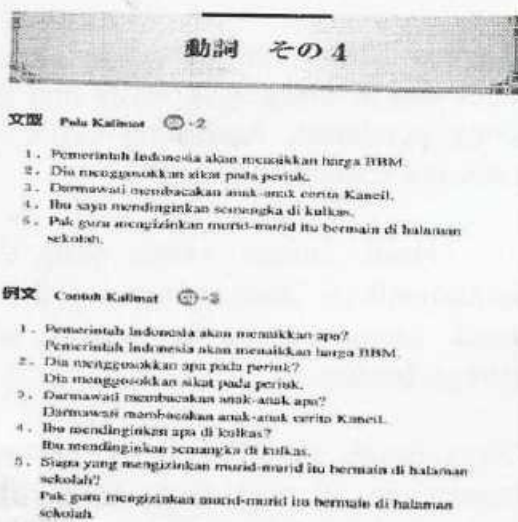 動詞 その4
文型 Pola Kalimat CD-2
1. Pemerintah Indonesia akan menaikkan harga BBM.
2. Dia menggosokkan sikat pada periuk.
3. Darmawati membacakan anak-anak cerita Kancil.
4. Ibu saya mendinginkan semangka di kulkas.
5. Pak guru mengizinkan murid-murid itu bermain di halaman
sekolah.
例文 Contoh Kalimat CD-3
1. Pemerintah Indonesia akan menaikkan apa?
Pemerintah Indonesia akan menaikkan harga BBM.
2. Dia menggosokkan apa pada periuk?
Dia menggosokkan sikat pada periuk.
3. Darmawati membacakan anak-anak apa?
Darmawati membacakan anak-anak cerita Kancil.
4. Ibu mendinginkan apa di kulkas?
Ibu mendinginkan semangka di kulkas.
5. Siapa yang mengizinkan murid-murid itu bermain di halaman
sekolah?
Pak guru mengizinkan murid-murid itu bermain di halaman
sekolah.